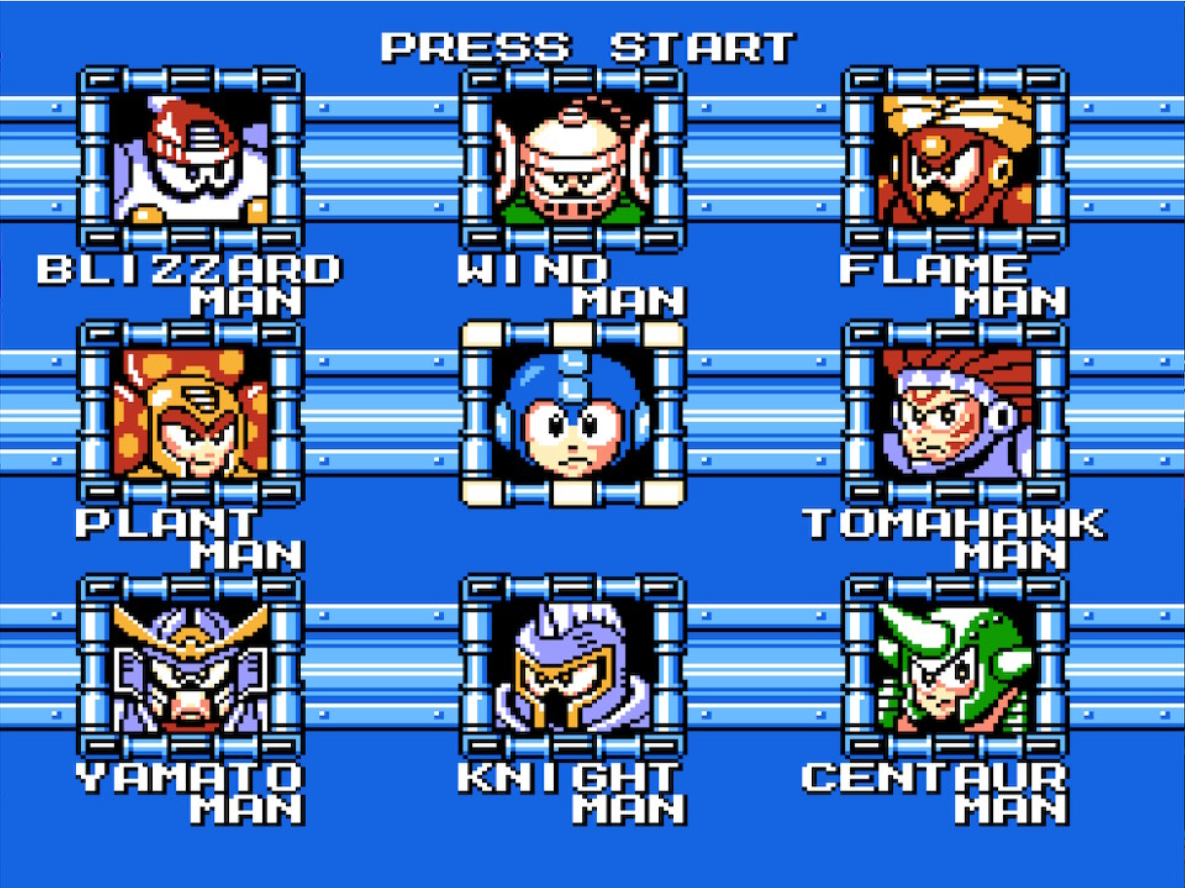 PRESS START
BLIZZARD
MAN
WIND
MAN
FLAME
MAN
PLANT
MAN
TOMAHAWK
MAN
YAMATO
MAN
KNIGHT
MAN
CENTAUR
MAN